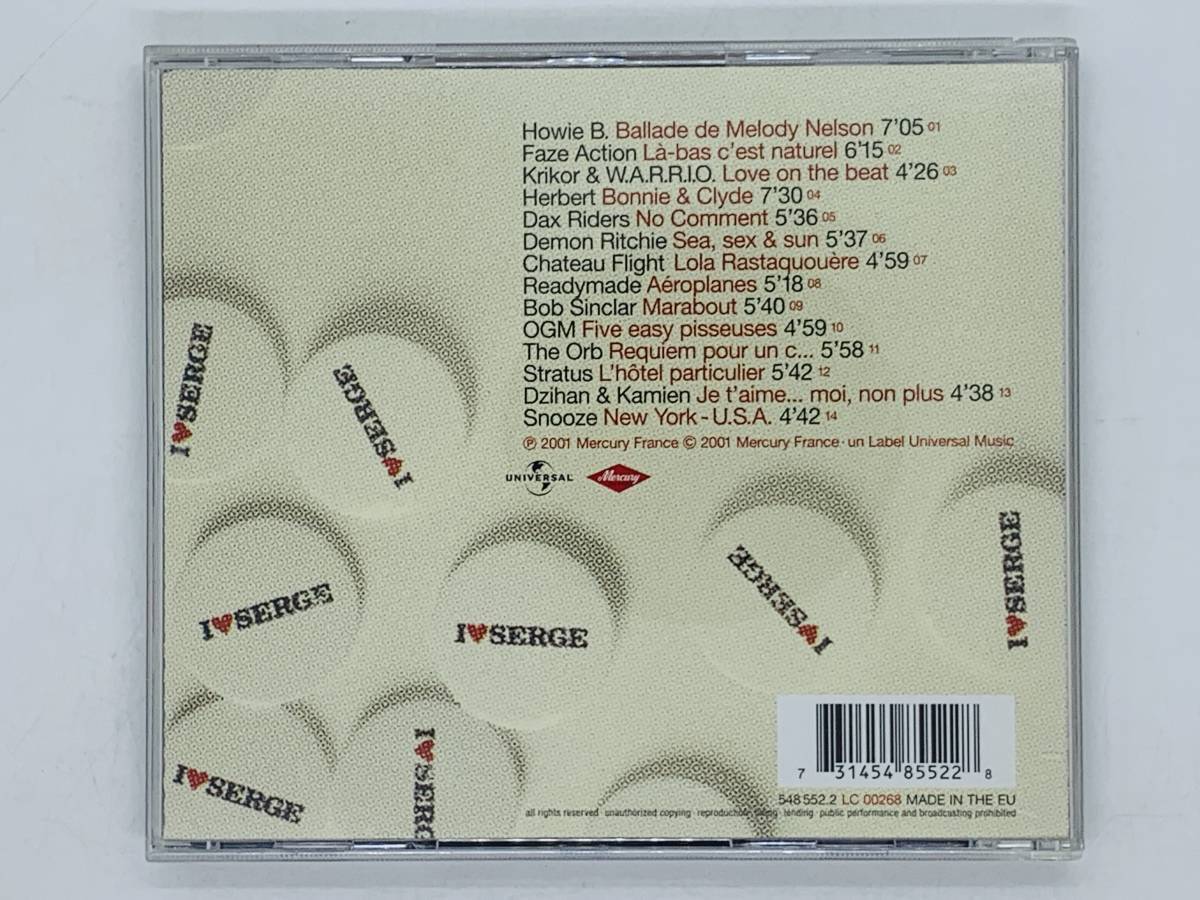 Howie B. Ballade de Melody Nelson 7’05 01
Faze Action Là-bas c’est naturel 6’15 02
Krikor & W.A.R.R.I.O. Love on the beat 4’26 03
Herbert Bonnie & Clyde 7’30 04
Dax Riders No Comment 5’36 05
Demon Ritchie Sea, sex & sun 5’37 06
Chateau Flight Lola Rastaquouère 4’59 07
Readymade Aéroplanes 5’18 08
Bob Sinclar Marabout 5’40 09
OGM Five easy pisseuses 4’59 10
The Orb Requiem pour un c... 5’58 11
Stratus L’hôtel particulier 5’42 12
Dzihan & Kamien Je t’aime... moi, non plus 4’38 13
Snooze New York - U.S.A. 4’42 14
℗ 2001 Mercury France © 2001 Mercury France · un Label Universal Music
UNIVERSAL Mercury
I♥SERGE
I♥SERGE
I♥SERGE
I♥SERGE
I♥SERGE
I♥SERGE
I♥SERGE
I♥SERG
7 31454 85522 8
548 552.2 LC 00268 MADE IN THE EU
all rights reserved · unauthorized copying · reproduction · lending · public performance and broadcasting prohibited